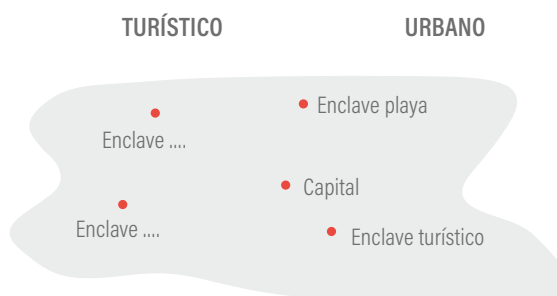 TURÍSTICO
URBANO
Enclave playa
Enclave ....
Capital
Enclave ....
Enclave turístico